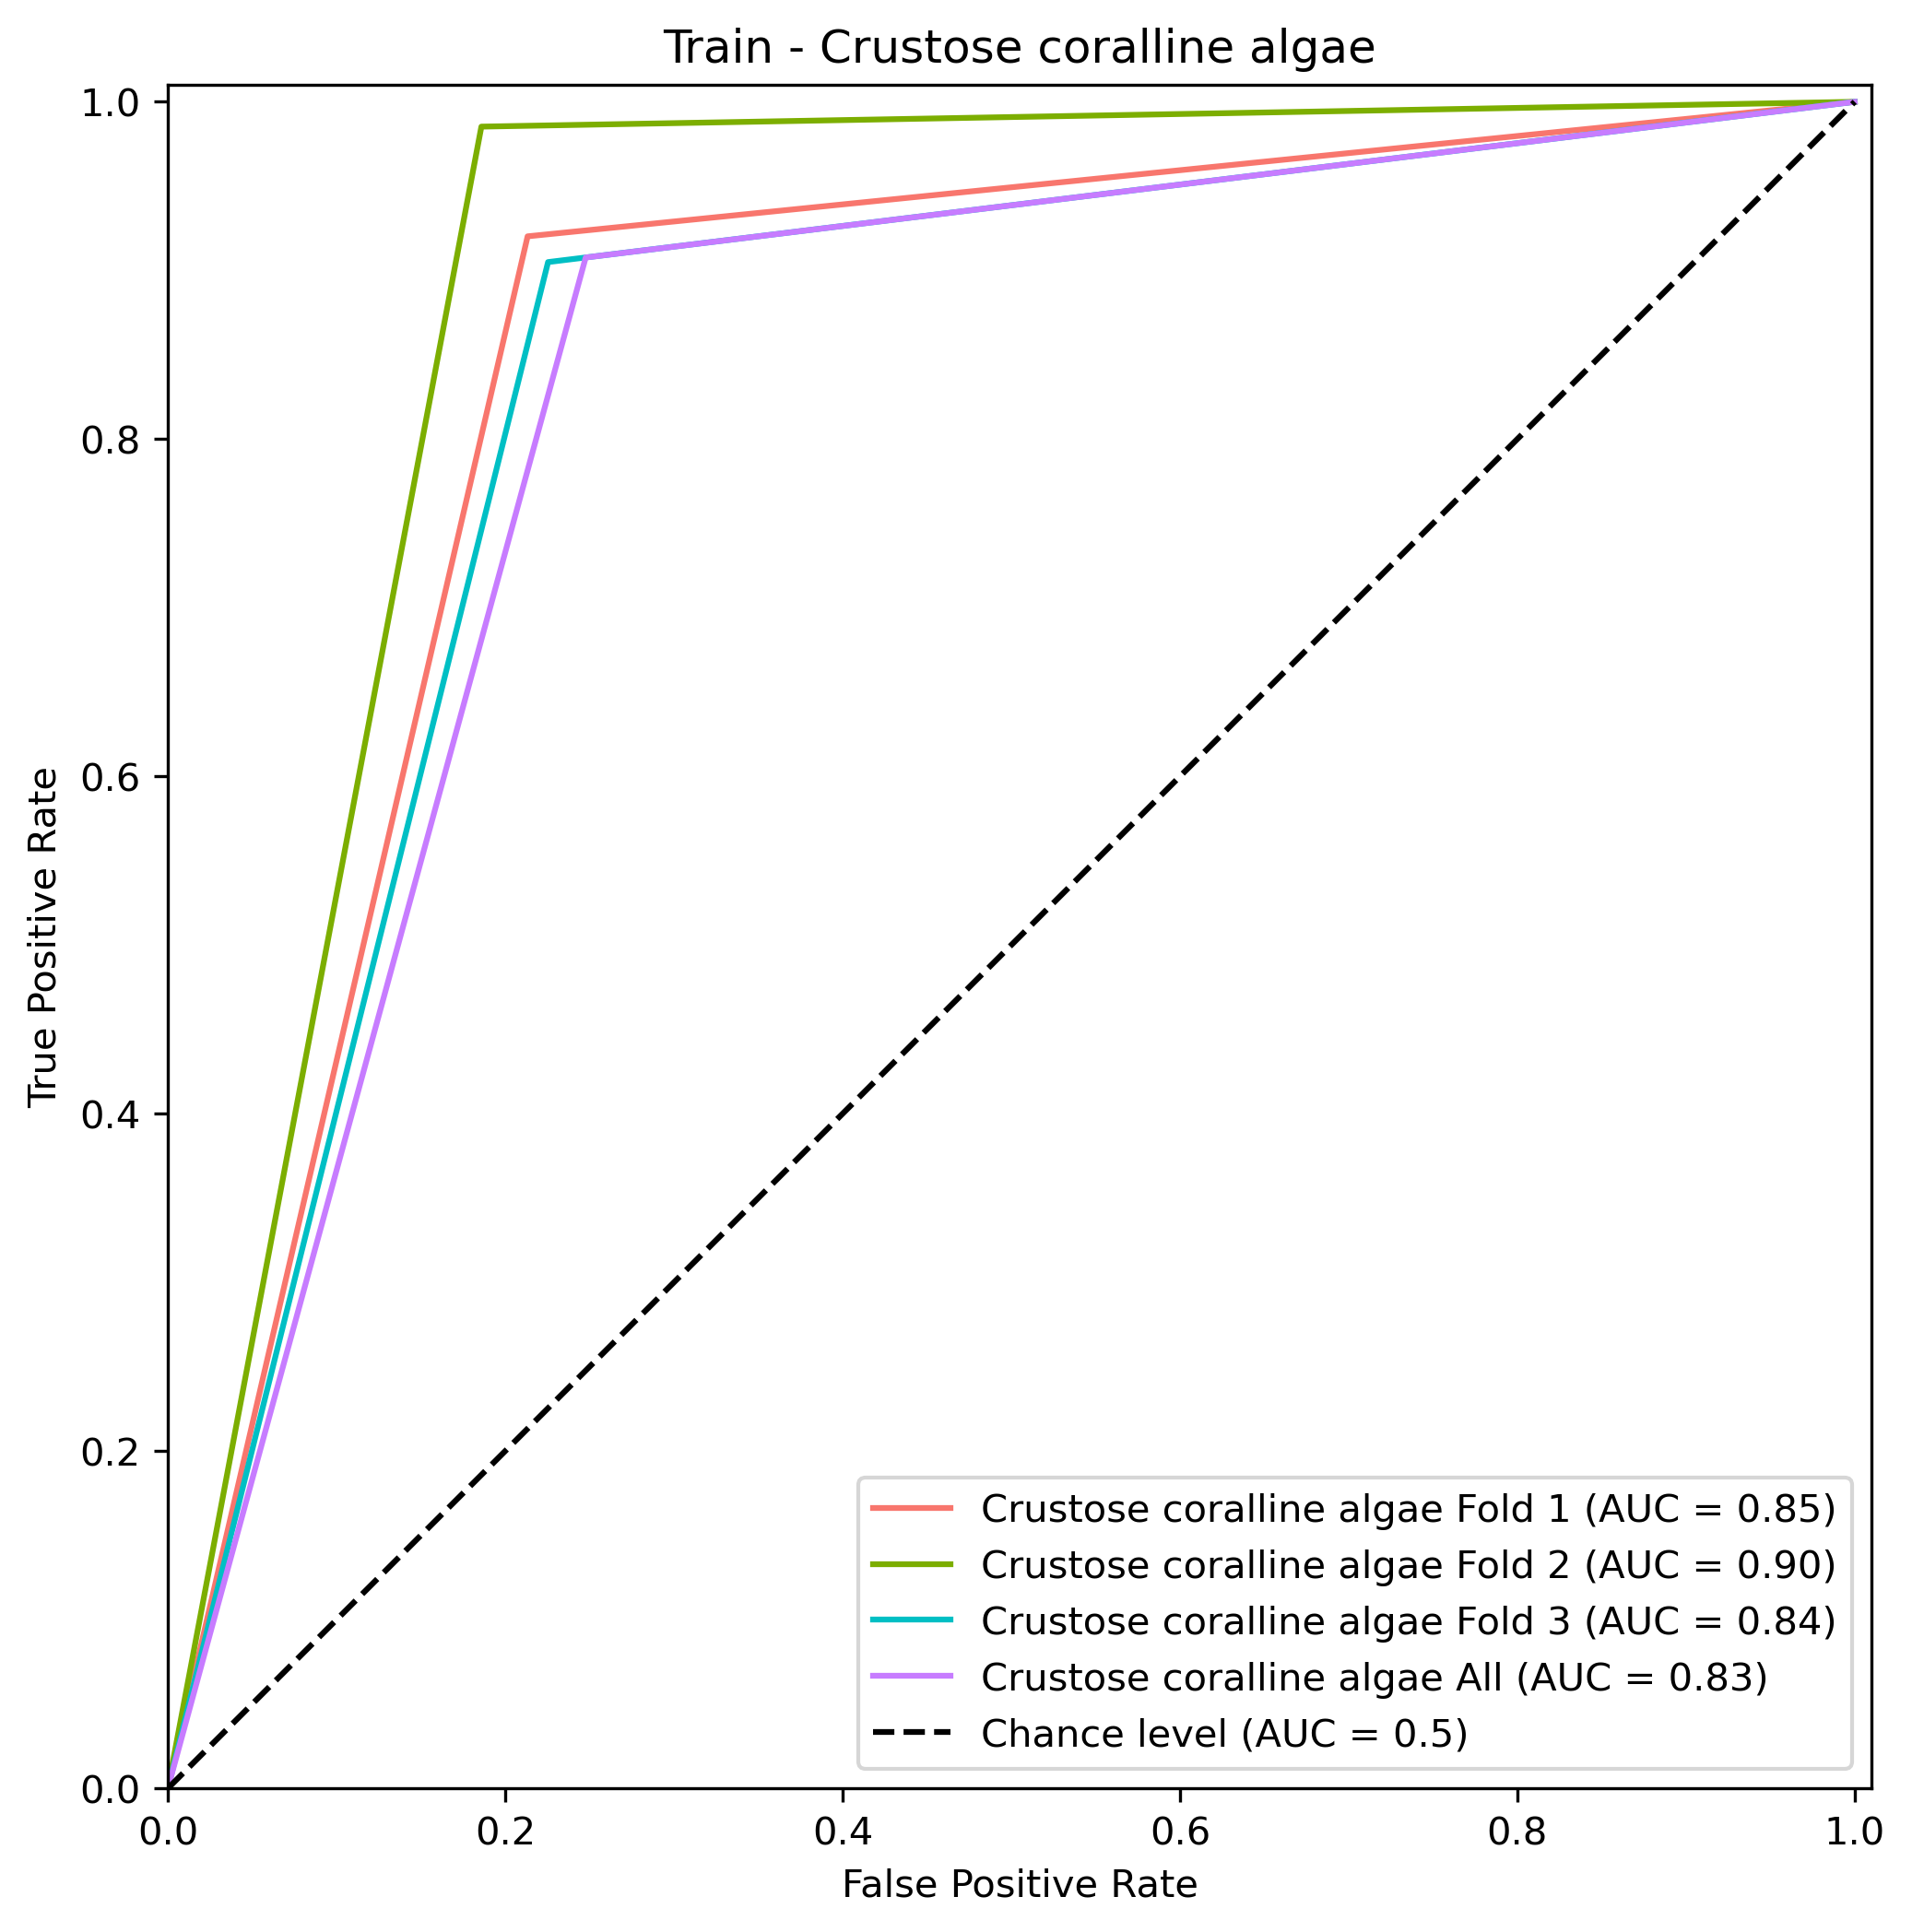 Train - Crustose coralline algae
1.0
0.8
0.6
0.4
0.2
0.0
True Positive Rate
0.0 0.2 0.4 0.6 0.8 1.0
False Positive Rate
Crustose coralline algae Fold 1 (AUC = 0.85)
Crustose coralline algae Fold 2 (AUC = 0.90)
Crustose coralline algae Fold 3 (AUC = 0.84)
Crustose coralline algae All (AUC = 0.83)
Chance level (AUC = 0.5)